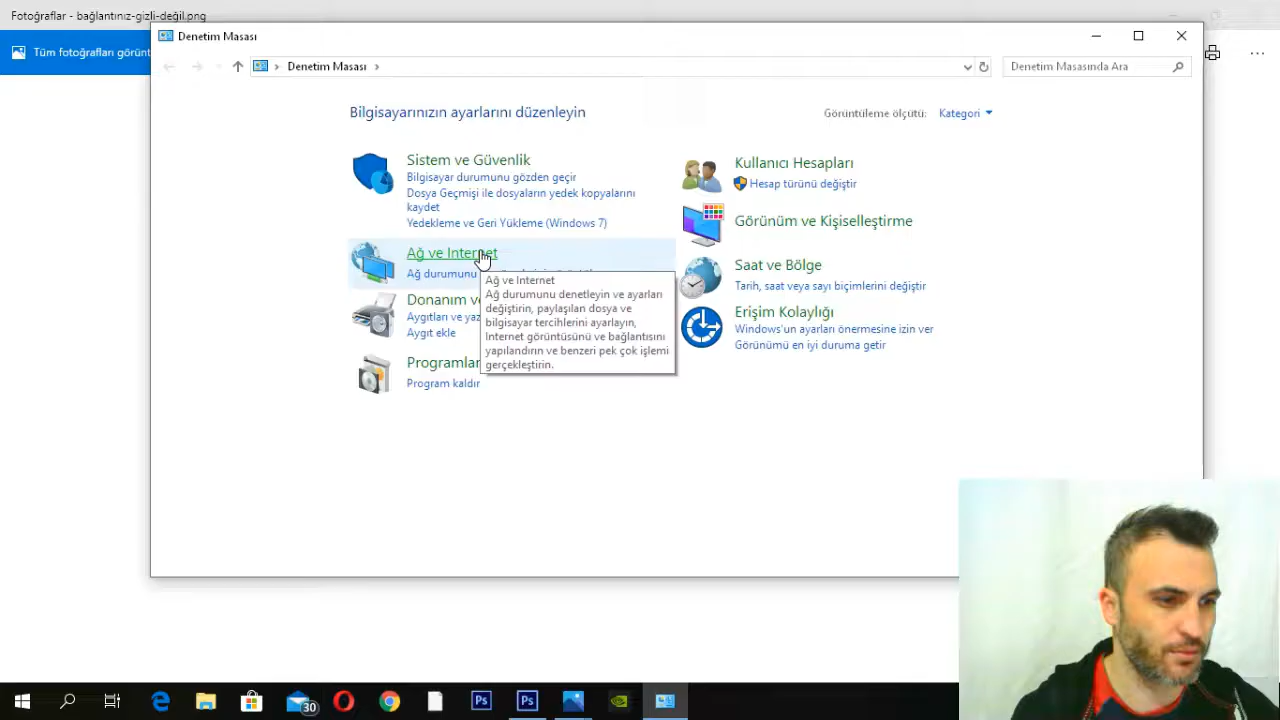 Fotoğraflar - bağlantınız-gizli-değil.png
Tüm fotoğrafları görünt
Denetim Masası
Denetim Masası
Denetim Masasında Ara
Bilgisayarınızın ayarlarını düzenleyin
Görüntüleme ölçütü: Kategori
Sistem ve Güvenlik
Bilgisayar durumunu gözden geçir
Dosya Geçmişi ile dosyaların yedek kopyalarını
kaydet
Yedekleme ve Geri Yükleme (Windows 7)
Ağ ve Internet
Ağ durumunu
Donanım ve
Aygıtları ve yaz
Aygıt ekle
Programlar
Program kaldır
Ağ ve Internet
Ağ durumunu denetleyin ve ayarları
değiştirin, paylaşılan dosya ve
bilgisayar tercihlerini ayarlayın,
Internet görüntüsünü ve bağlantısını
yapılandırın ve benzeri pek çok işlemi
gerçekleştirin.
Kullanıcı Hesapları
Hesap türünü değiştir
Görünüm ve Kişiselleştirme
Saat ve Bölge
Tarih, saat veya sayı biçimlerini değiştir
Erişim Kolaylığı
Windows'un ayarları önermesine izin ver
Görünümü en iyi duruma getir
30
Ps
Ps